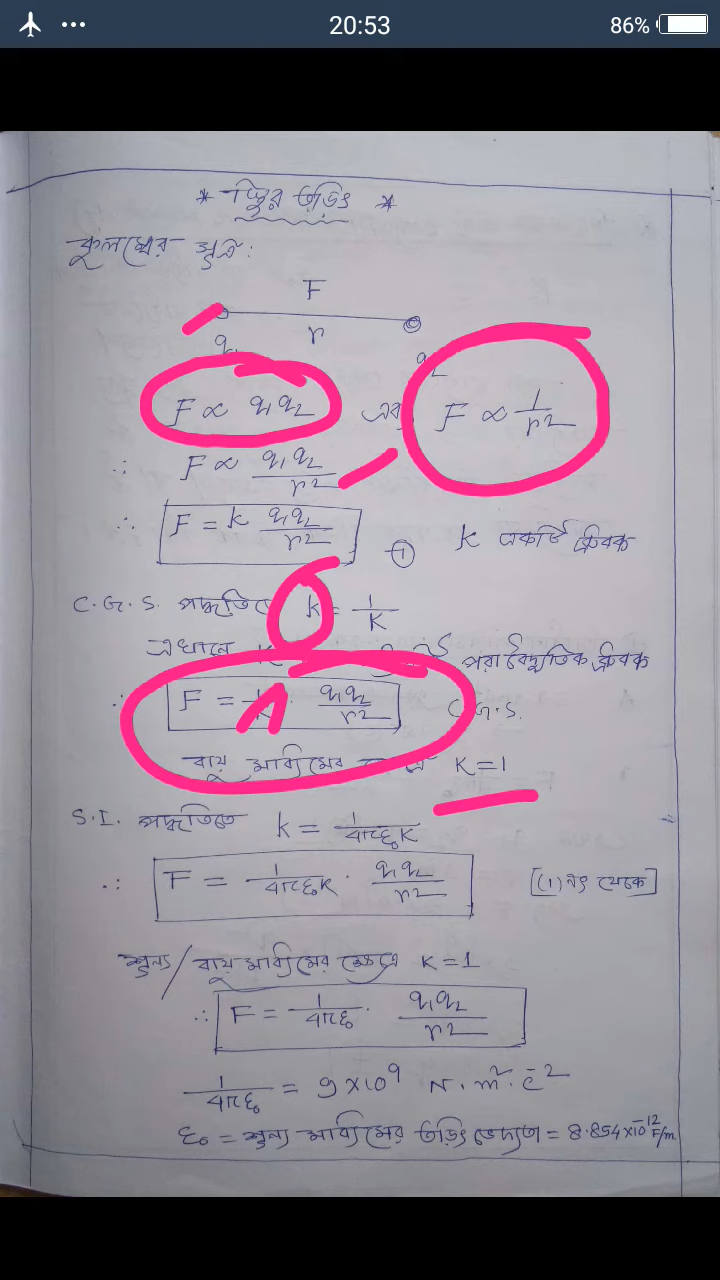 20:53
86%
* স্থির তড়িৎ *
কুলম্বের সূত্র:
F
r
q₁
q₂
F ∝ q₁q₂ এবং F ∝ 1/r²
∴ F ∝ q₁q₂/r²
∴ F = k q₁q₂/r² ① k একটি ধ্রুবক
C.G.S. পদ্ধতিতে k = 1/K
এখানে K পরাবৈদ্যুতিক ধ্রুবক
∴ F = 1/K · q₁q₂/r² C.G.S.
বায়ু মাধ্যমের K = 1
S.I. পদ্ধতিতে k = 1/4πε₀K
∴ F = 1/4πε₀K · q₁q₂/r² [(1) নং থেকে]
শূন্য/বায়ু মাধ্যমের ক্ষেত্রে K = 1
∴ F = 1/4πε₀ · q₁q₂/r²
1/4πε₀ = 9×10⁹ N·m²·C⁻²
ε₀ = শূন্য মাধ্যমের তড়িৎভেদ্যতা = 8.854×10⁻¹² F/m.